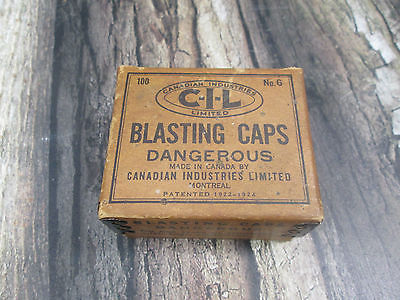 100
No. 6
CANADIAN INDUSTRIES
C-I-L
LIMITED
BLASTING CAPS
DANGEROUS
MADE IN CANADA BY
CANADIAN INDUSTRIES LIMITED
MONTREAL
PATENTED 1922-1924